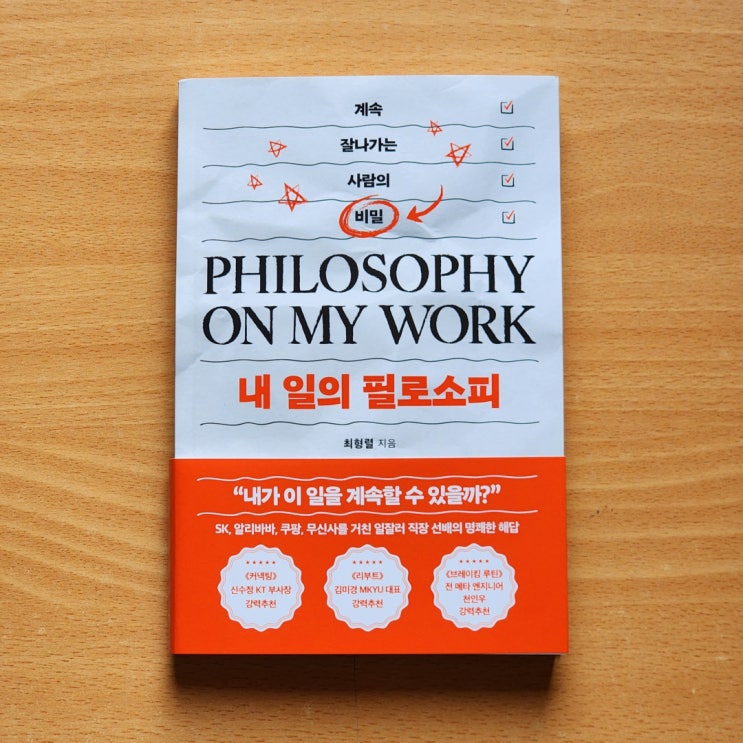 계속
잘나가는
사람의
비밀
PHILOSOPHY
ON MY WORK
내 일의 필로소피
최형렬 지음
“내가 이 일을 계속할 수 있을까?”
SK, 알리바바, 쿠팡, 무신사를 거친 일잘러 직장 선배의 명쾌한 해답
《커넥팅》
신수정 KT 부사장
강력추천
《리부트》
김미경 MKYU 대표
강력추천
《브레이킹 루틴》
전 메타 엔지니어
천인우
강력추천